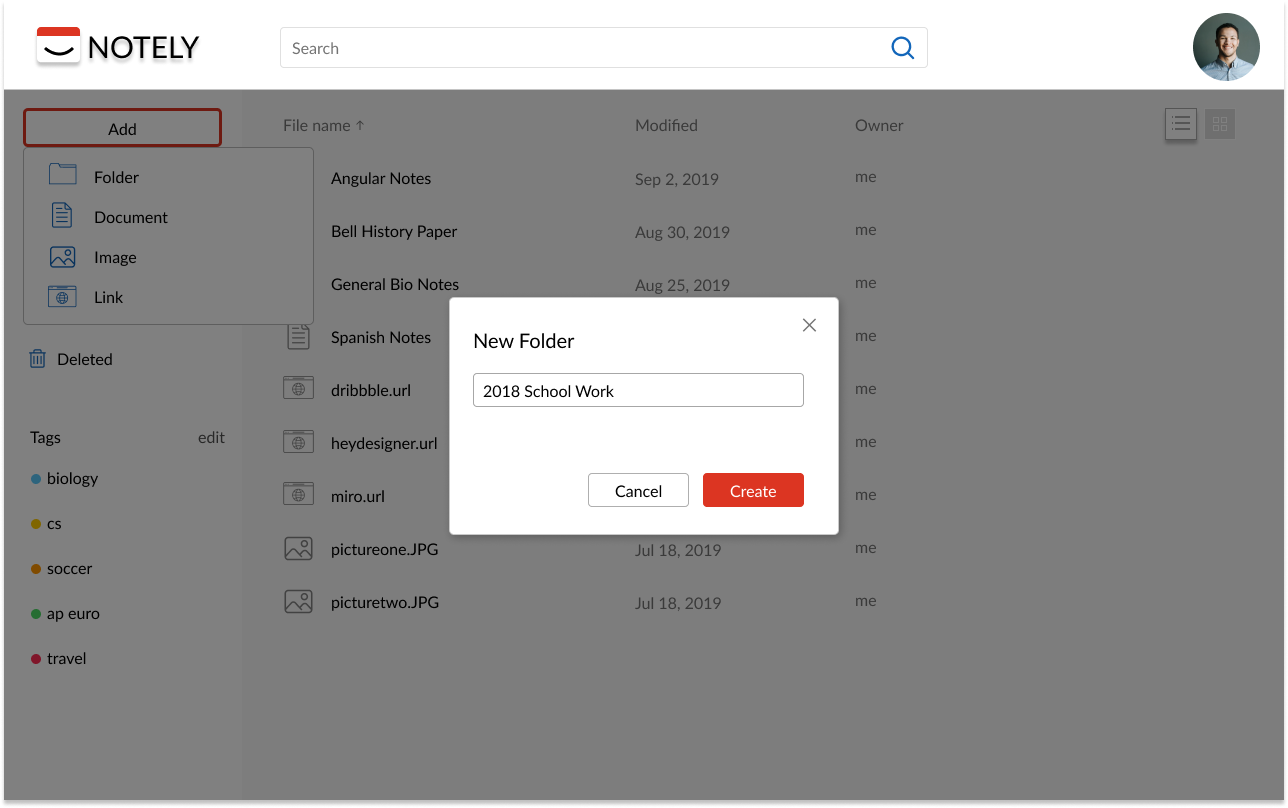 NOTELY
Search
Add
File name ↑ Modified Owner
Folder
Document
Image
Link
Deleted
Tags edit
biology
cs
soccer
ap euro
travel
Angular Notes Sep 2, 2019 me
Bell History Paper Aug 30, 2019 me
General Bio Notes Aug 25, 2019 me
Spanish Notes me
dribbble.url me
heydesigner.url me
miro.url me
pictureone.JPG Jul 18, 2019 me
picturetwo.JPG Jul 18, 2019 me
New Folder
2018 School Work
Cancel Create